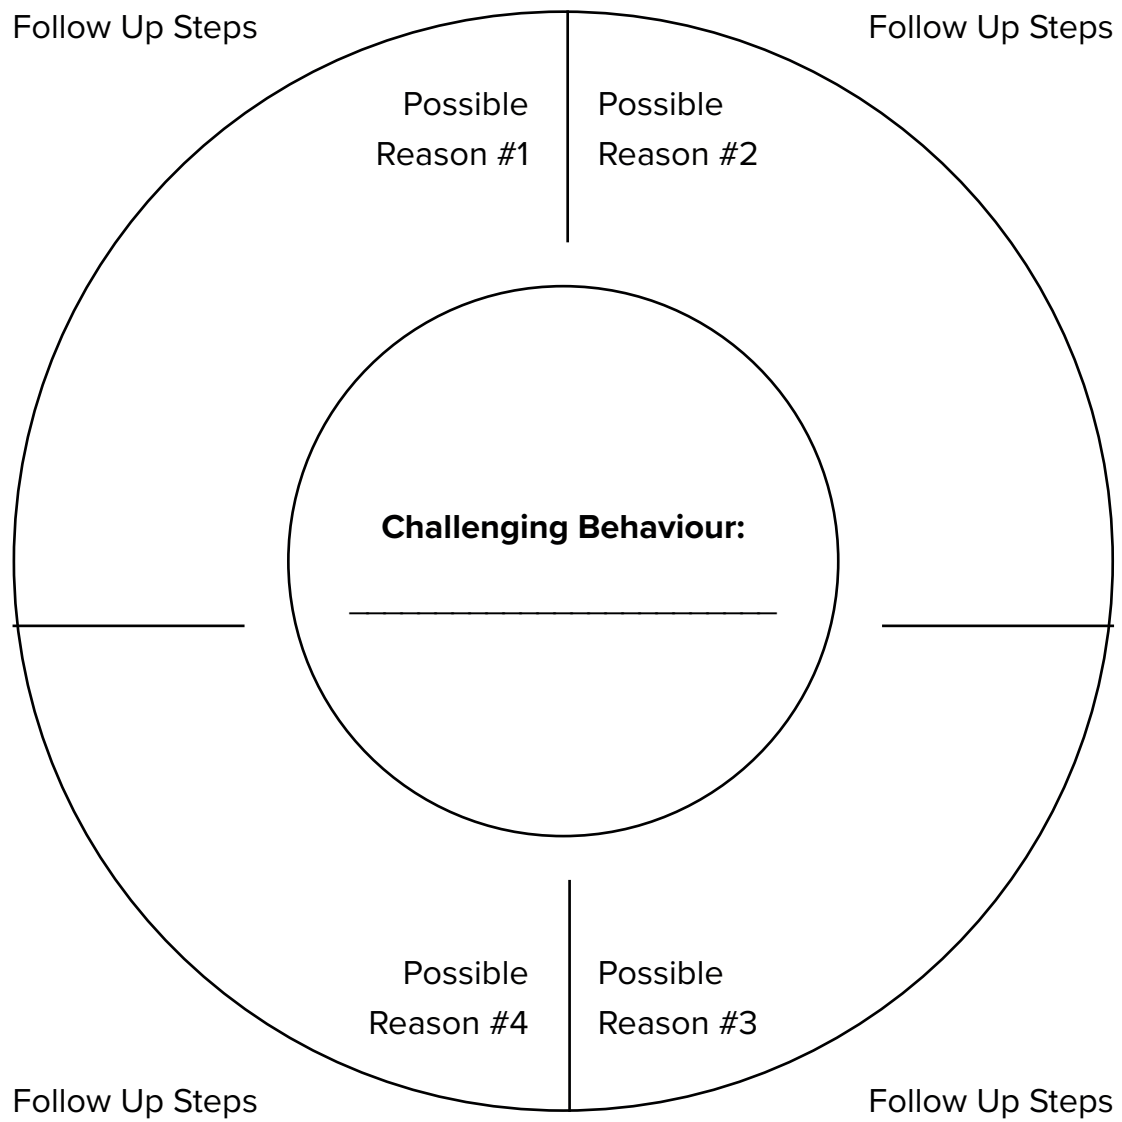 Follow Up Steps
Follow Up Steps
Possible
Reason #1
Possible
Reason #2
Challenging Behaviour:
Possible
Reason #4
Possible
Reason #3
Follow Up Steps
Follow Up Steps